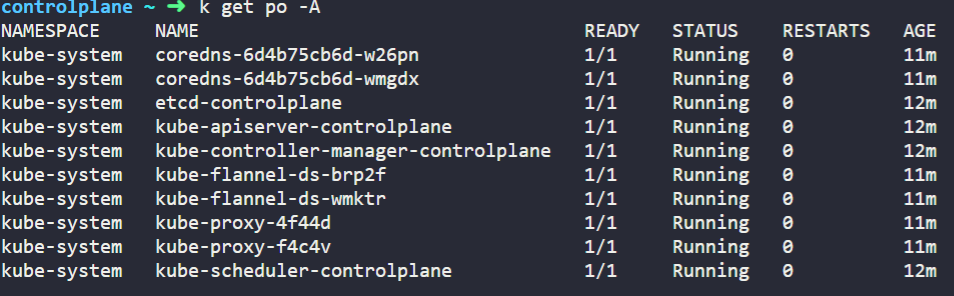 controlplane ~ ➜ k get po -A
NAMESPACE NAME READY STATUS RESTARTS AGE
kube-system coredns-6d4b75cb6d-w26pn 1/1 Running 0 11m
kube-system coredns-6d4b75cb6d-wmgdx 1/1 Running 0 11m
kube-system etcd-controlplane 1/1 Running 0 12m
kube-system kube-apiserver-controlplane 1/1 Running 0 12m
kube-system kube-controller-manager-controlplane 1/1 Running 0 12m
kube-system kube-flannel-ds-brp2f 1/1 Running 0 11m
kube-system kube-flannel-ds-wmktr 1/1 Running 0 11m
kube-system kube-proxy-4f44d 1/1 Running 0 11m
kube-system kube-proxy-f4c4v 1/1 Running 0 11m
kube-system kube-scheduler-controlplane 1/1 Running 0 12m